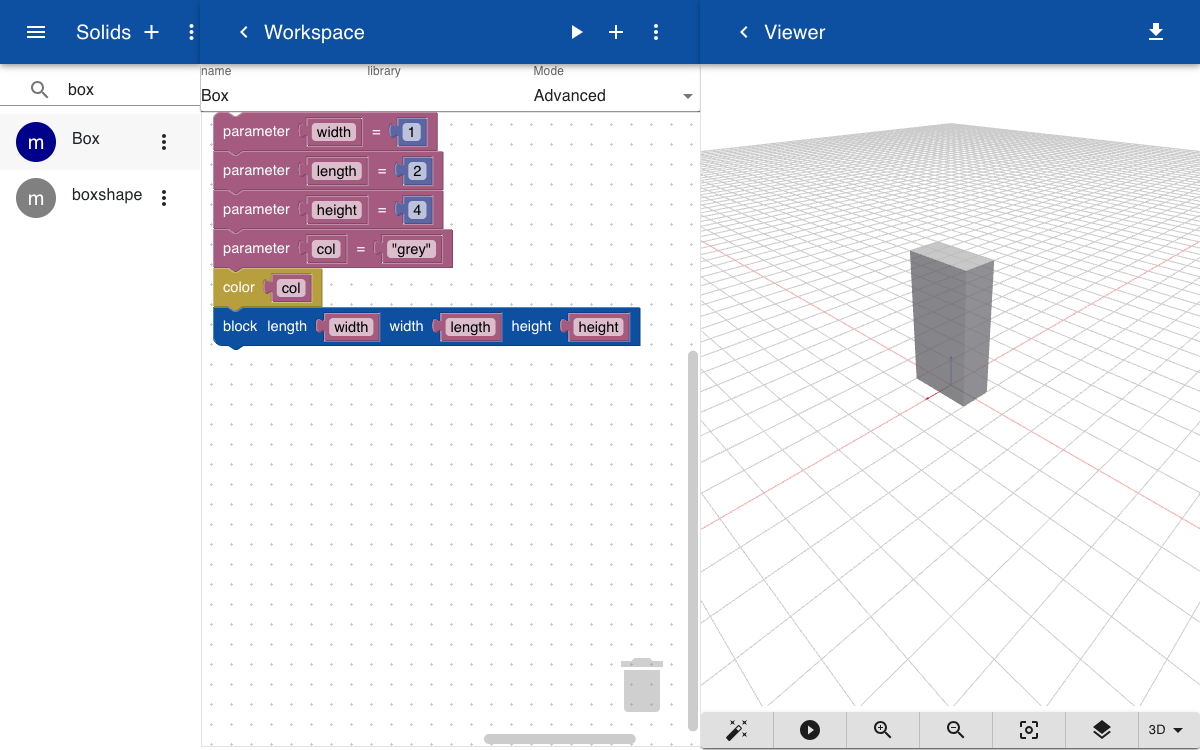 Solids
Workspace
Viewer
box
m Box
m boxshape
name library Mode
Box Advanced
parameter width = 1
parameter length = 2
parameter height = 4
parameter col = "grey"
color col
block length width width length height height
3D